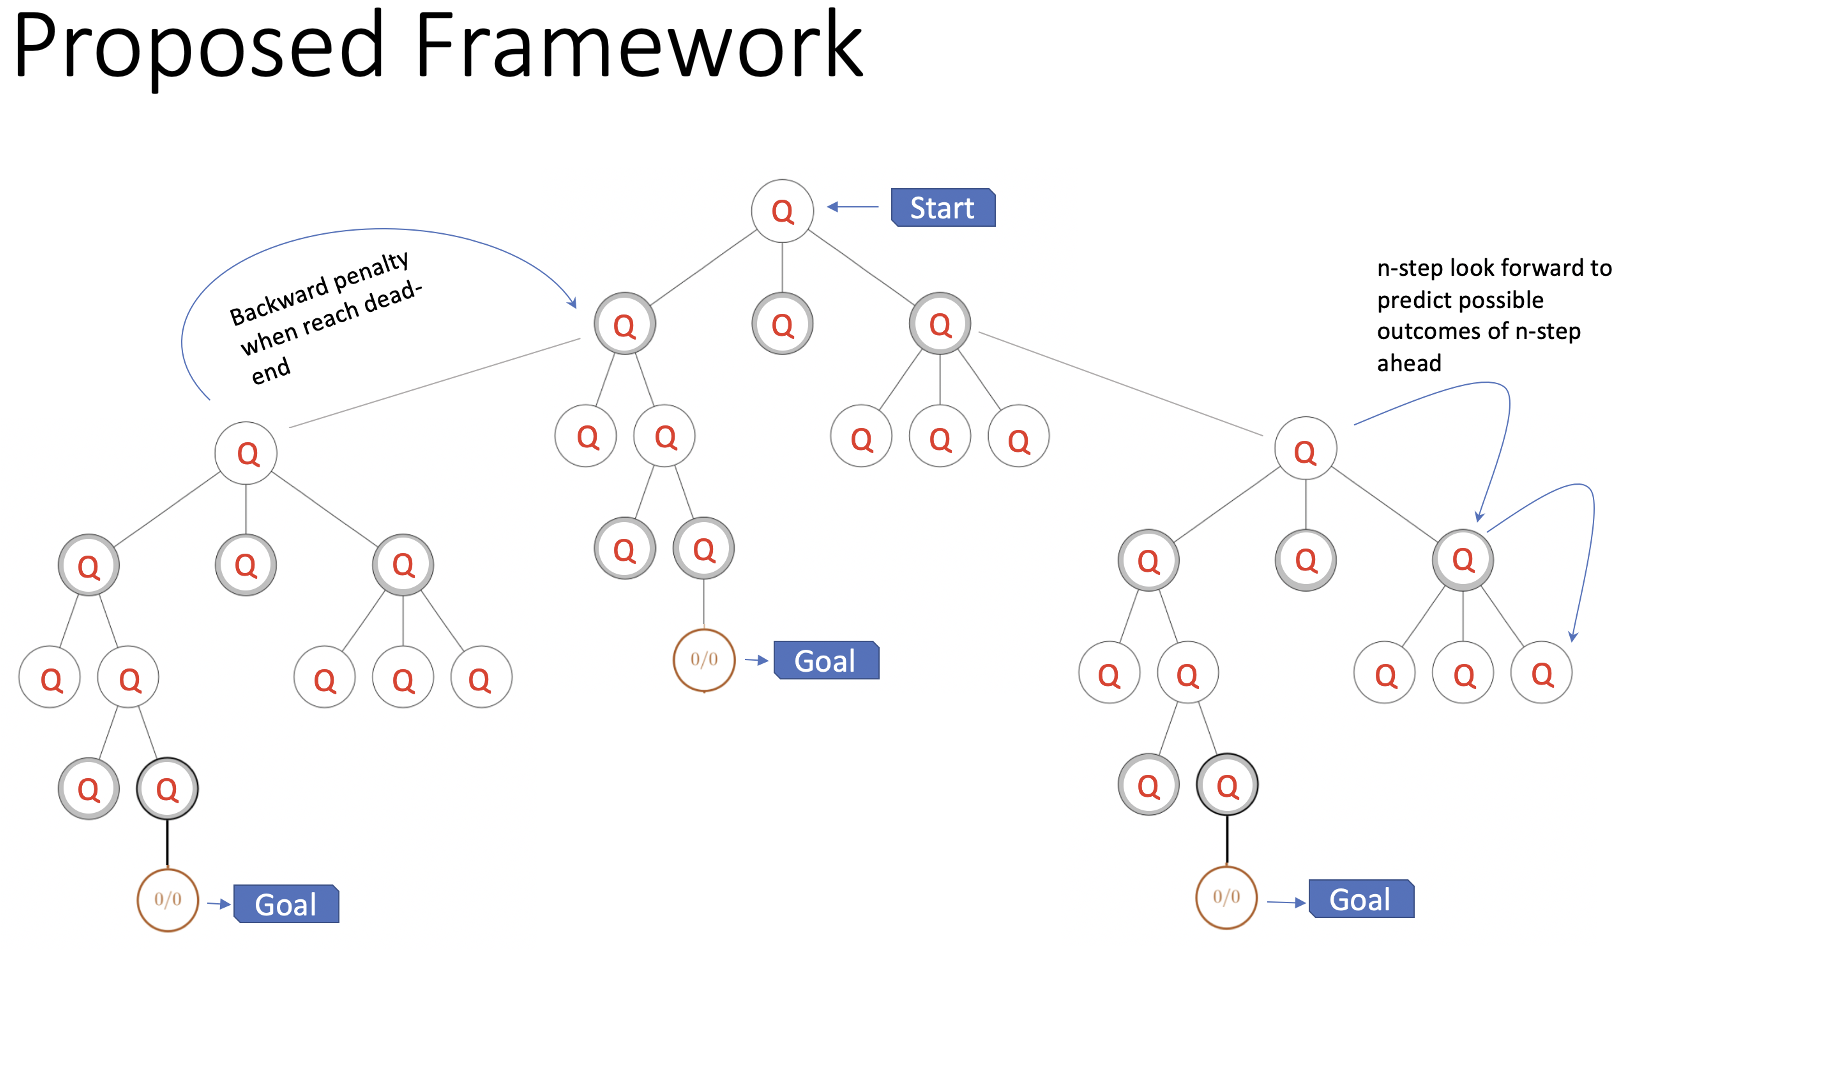 Proposed Framework
Q
Start
Backward penalty
when reach dead-
end
n-step look forward to
predict possible
outcomes of n-step
ahead
Q Q Q
Q Q Q Q Q
Q Q
Q Q
Q Q Q
Q Q Q
Q Q Q Q Q
Q Q Q Q Q
0/0
Goal
Q Q
Q Q
0/0
Goal
0/0
Goal